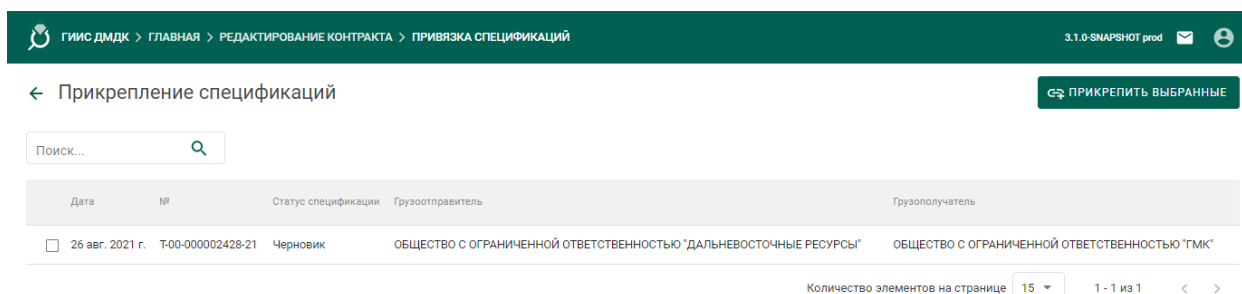 ГИИС ДМДК > ГЛАВНАЯ > РЕДАКТИРОВАНИЕ КОНТРАКТА > ПРИВЯЗКА СПЕЦИФИКАЦИЙ 3.1.0-SNAPSHOT prod
Прикрепление спецификаций ПРИКРЕПИТЬ ВЫБРАННЫЕ
Поиск...
Дата № Статус спецификации Грузоотправитель Грузополучатель
26 авг. 2021 г. Т-00-000002428-21 Черновик ОБЩЕСТВО С ОГРАНИЧЕННОЙ ОТВЕТСТВЕННОСТЬЮ "ДАЛЬНЕВОСТОЧНЫЕ РЕСУРСЫ" ОБЩЕСТВО С ОГРАНИЧЕННОЙ ОТВЕТСТВЕННОСТЬЮ "ГМК"
Количество элементов на странице 15 1 - 1 из 1 < >